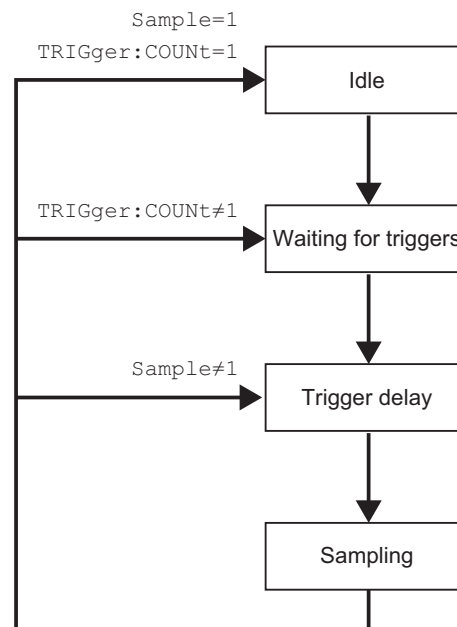 Sample=1
TRIGger:COUNt=1
Idle
TRIGger:COUNt≠1
Waiting for triggers
Sample≠1
Trigger delay
Sampling